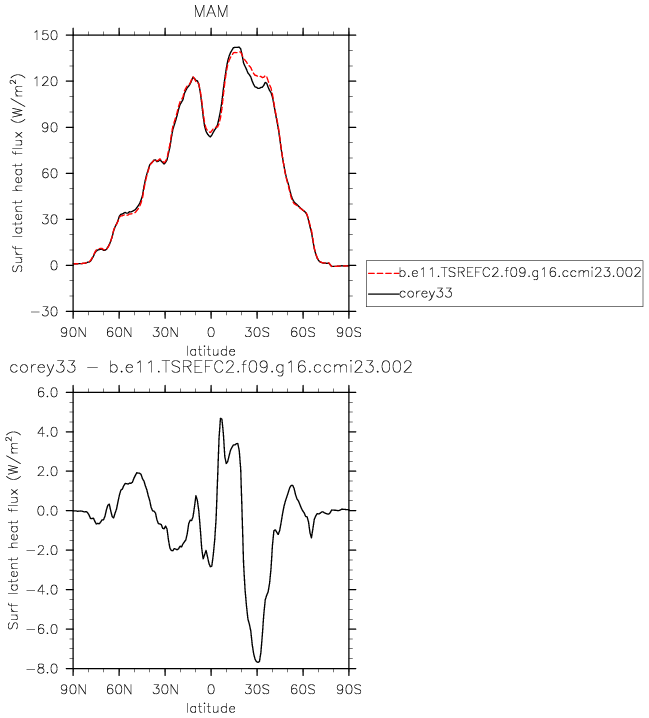 MAM
Surf latent heat flux (W/m²)
150
120
90
60
30
0
−30
90N 60N 30N 0 30S 60S 90S
latitude
b.e11.TSREFC2.f09.g16.ccmi23.002
corey33
corey33 − b.e11.TSREFC2.f09.g16.ccmi23.002
Surf latent heat flux (W/m²)
6.0
4.0
2.0
0.0
−2.0
−4.0
−6.0
−8.0
90N 60N 30N 0 30S 60S 90S
latitude